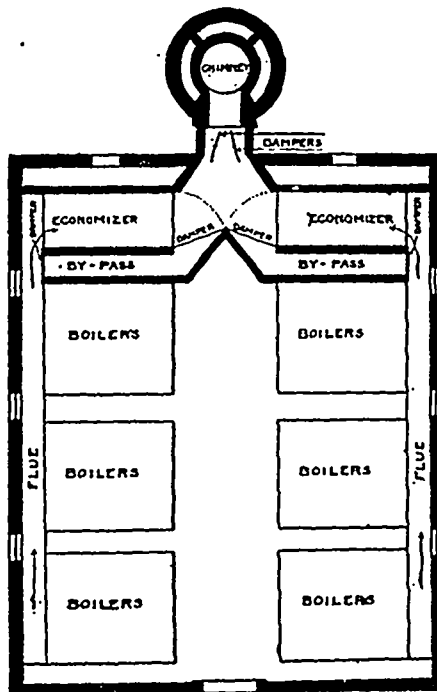 CHIMNEY
DAMPERS
DAMPER
ECONOMIZER
DAMPER
DAMPER
ECONOMIZER
DAMPER
BY-PASS
BY-PASS
BOILERS
BOILERS
BOILERS
BOILERS
FLUE
FLUE
BOILERS
BOILERS